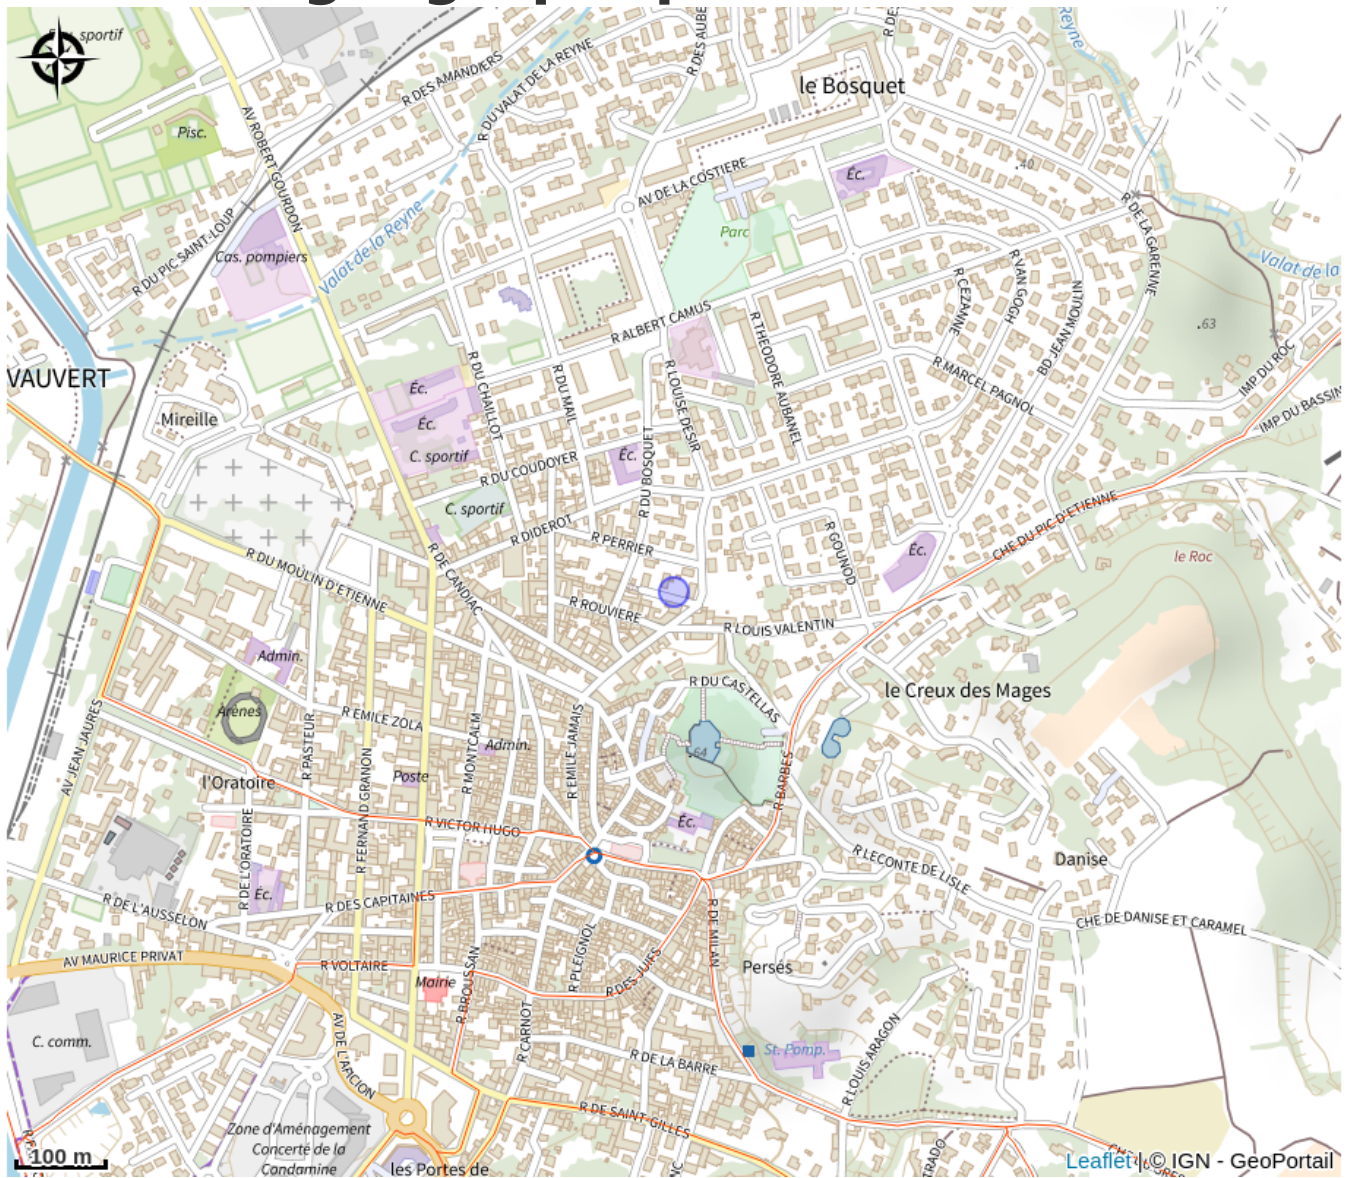 sportif
R DES AMANDIERS
R DU VALAT DE LA REYNE
R DES AUBE
R DES
Reyne
le Bosquet
Pisc.
AV ROBERT GOURDON
Éc.
40
AV DE LA COSTIERE
R DE LA GARENNE
R DU PIC SAINT-LOUP
Valat de la Reyne
Parc
Cas. pompiers
Valat de la
R VAN GOGH
R CEZANNE
BD JEAN MOULIN
63
R ALBERT CAMUS
R THEODORE AUBANEL
VAUVERT
R DU CHAILLOT
R DU MAIL
R LOUISE DESIR
R MARCEL PAGNOL
IMP DU ROC
IMP DU BASSIN
Éc.
Mireille
Éc.
C. sportif
R DU COUDOYER
Éc.
R DU BOSQUET
C. sportif
R DIDEROT
R PERRIER
R GOUNOD
CHE DU PIC D'ETIENNE
Éc.
le Roc
R DU MOULIN D'ETIENNE
R DE CANDIAC
R ROUVIERE
R LOUIS VALENTIN
Admin.
R DU CASTELLAS
le Creux des Mages
Arènes
R EMILE ZOLA
R PASTEUR
R MONTCALM
Admin.
R EMILE JAMAIS
64
AV JEAN JAURES
l'Oratoire
Poste
R FERNAND GRANON
R BARBES
R VICTOR HUGO
Éc.
R DE L'ORATOIRE
R LECONTE DE LISLE
Danise
Éc.
R DES CAPITAINES
R DE L'AUSSELON
R DE MILAN
CHE DE DANISE ET CARAMEL
AV MAURICE PRIVAT
R VOLTAIRE
R PLEIGNOL
R DES JUIFS
Persés
Mairie
R BROUSSAN
R CARNOT
C. comm.
AV DE L'ARCION
R DE LA BARRE
St. Pomp.
R LOUIS ARAGON
R DE SAINT-GILLES
Zone d'Aménagement
Concerté de la
Condamine
les Portes de
TRADO
100 m
Leaflet | © IGN - GeoPortail